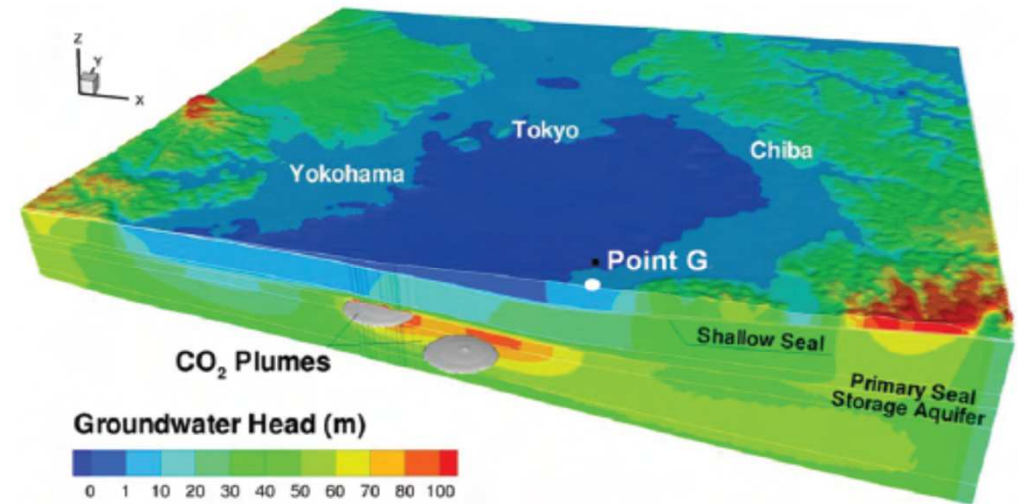 Z
Y
X
Tokyo
Yokohama
Chiba
Point G
Shallow Seal
CO₂ Plumes
Primary Seal
Storage Aquifer
Groundwater Head (m)
0 1 10 20 30 40 50 60 70 80 100